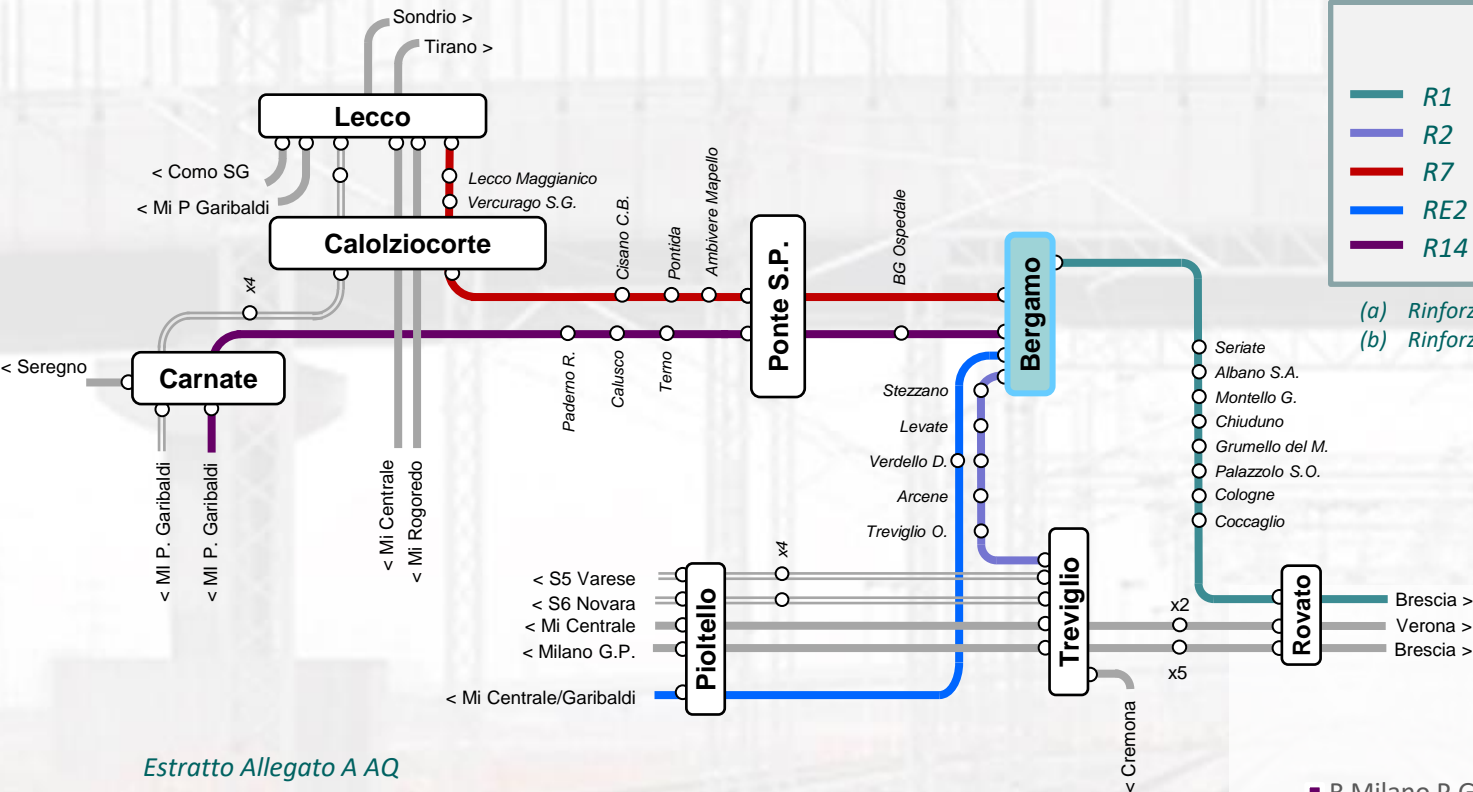 Sondrio >
Tirano >
Lecco
< Como SG
< Mi P Garibaldi
Lecco Maggianico
Vercurago S.G.
Calolziocorte
x4
Cisano C.B.
Pontida
Ambivere Mapello
Ponte S.P.
BG Ospedale
Bergamo
R1
R2
R7
RE2
R14
(a) Rinforz
(b) Rinforz
< Seregno
Carnate
Paderno R.
Calusco
Terno
< MI P. Garibaldi
< MI P. Garibaldi
< Mi Centrale
< Mi Rogoredo
Stezzano
Levate
Verdello D.
Arcene
Treviglio O.
Seriate
Albano S.A.
Montello G.
Chiuduno
Grumello del M.
Palazzolo S.O.
Cologne
Coccaglio
x4
< S5 Varese
< S6 Novara
< Mi Centrale
< Milano G.P.
< Mi Centrale/Garibaldi
Pioltello
Treviglio
x2
x5
Rovato
Brescia >
Verona >
Brescia >
< Cremona
Estratto Allegato A AQ
▪ R Milano P.G